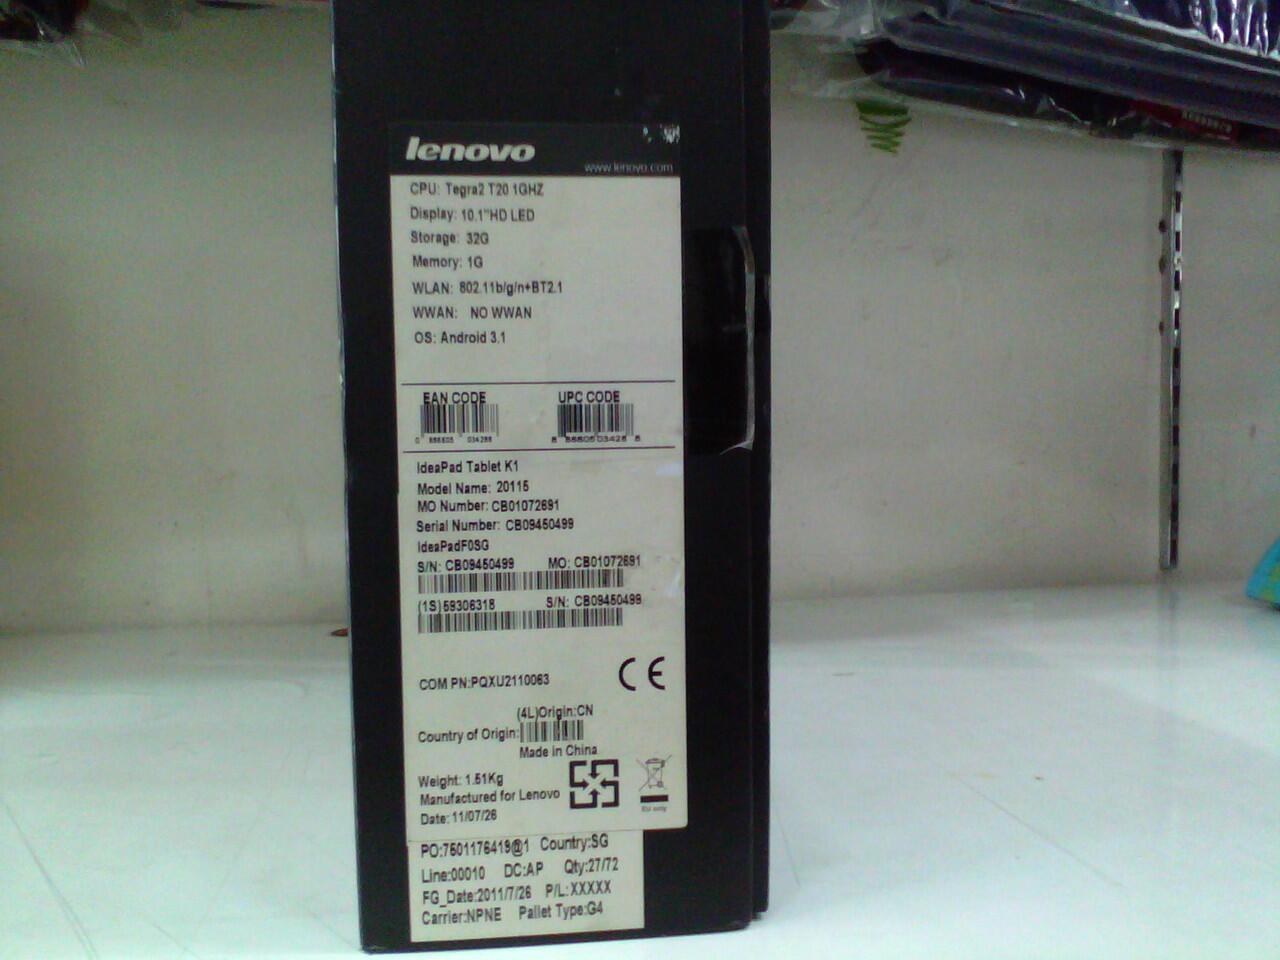 lenovo
www.lenovo.com
CPU: Tegra2 T20 1GHZ
Display: 10.1"HD LED
Storage: 32G
Memory: 1G
WLAN: 802.11b/g/n+BT2.1
WWAN: NO WWAN
OS: Android 3.1
EAN CODE UPC CODE
IdeaPad Tablet K1
Model Name: 20115
MO Number: CB01072691
Serial Number: CB09450499
IdeaPadF0SG
S/N: CB09450499 MO: CB01072691
(1S)59306318 S/N: CB09450499
CE
COM PN:PQXU2110063
(4L)Origin:CN
Country of Origin:
Made in China
Weight: 1.51Kg
Manufactured for Lenovo
EU only
Date: 11/07/26
Country:SG
Line:00010 DC:AP Qty:27/72
FG_Date:2011/7/26 P/L:XXXXX
Carrier:NPNE Pallet Type:G4